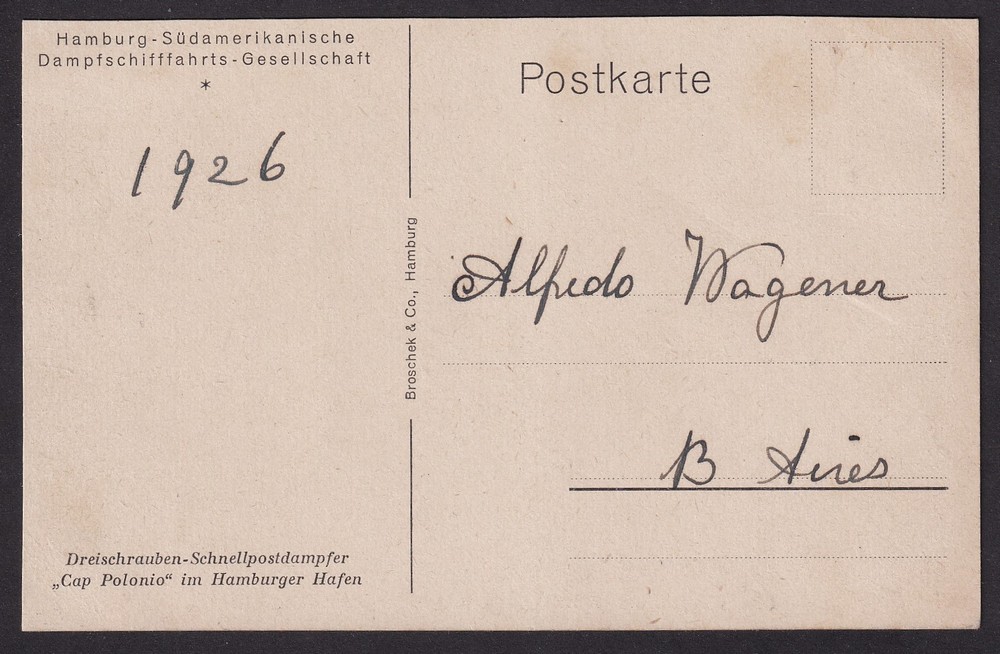 Hamburg-Südamerikanische
Dampfschifffahrts-Gesellschaft
*
1926
Dreischrauben-Schnellpostdampfer
„Cap Polonio“ im Hamburger Hafen
Broschek & Co., Hamburg
Postkarte
Alfredo Wagener
B Aires